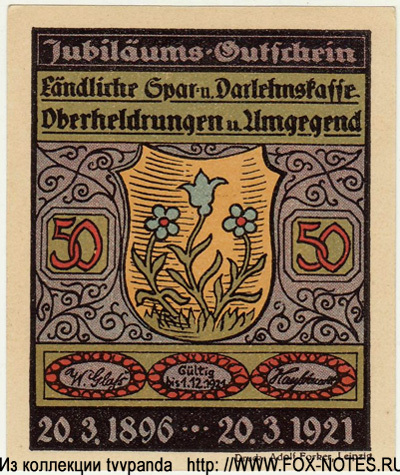 Jubiläums-Gutschein
Ländliche Spar- u. Darlehnskasse
Oberheldrungen u. Umgegend
50 50
W. Glaß
Gültig
bis 1.12.1921
20.3.1896 ··· 20.3.1921
Druck: Adolf Forker, Leipzig
Из коллекции tvvpanda http://WWW.FOX-NOTES.RU